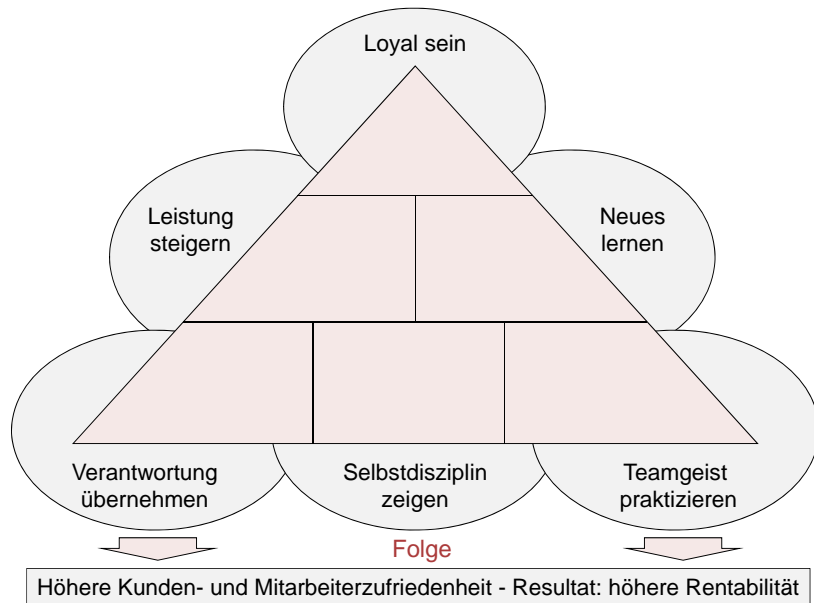 Loyal sein
Leistung
steigern
Neues
lernen
Verantwortung
übernehmen
Selbstdisziplin
zeigen
Teamgeist
praktizieren
Folge
Höhere Kunden- und Mitarbeiterzufriedenheit - Resultat: höhere Rentabilität